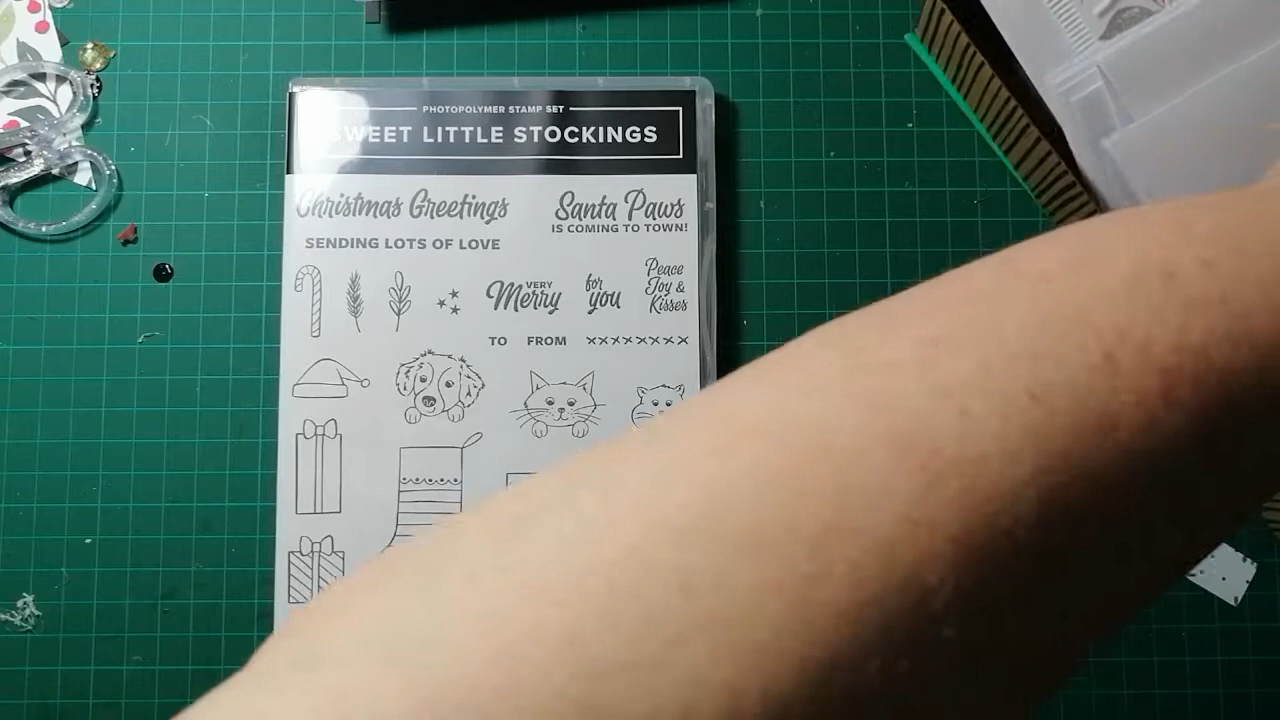 PHOTOPOLYMER STAMP SET
SWEET LITTLE STOCKINGS
Christmas Greetings
Santa Paws
IS COMING TO TOWN!
SENDING LOTS OF LOVE
VERY
Merry
for
you
Peace
Joy &
Kisses
TO FROM xxxxxxxx